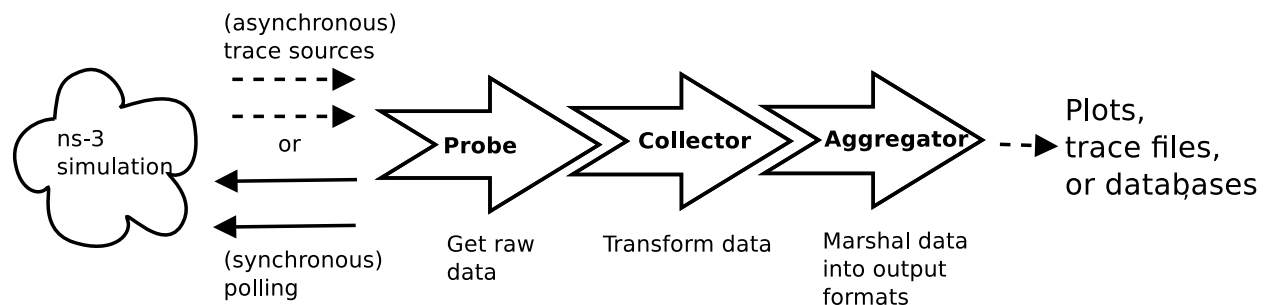 (asynchronous)
trace sources
ns-3
simulation
or
(synchronous)
polling
Probe
Collector
Aggregator
Get raw
data
Transform data
Marshal data
into output
formats
Plots,
trace files,
or databases